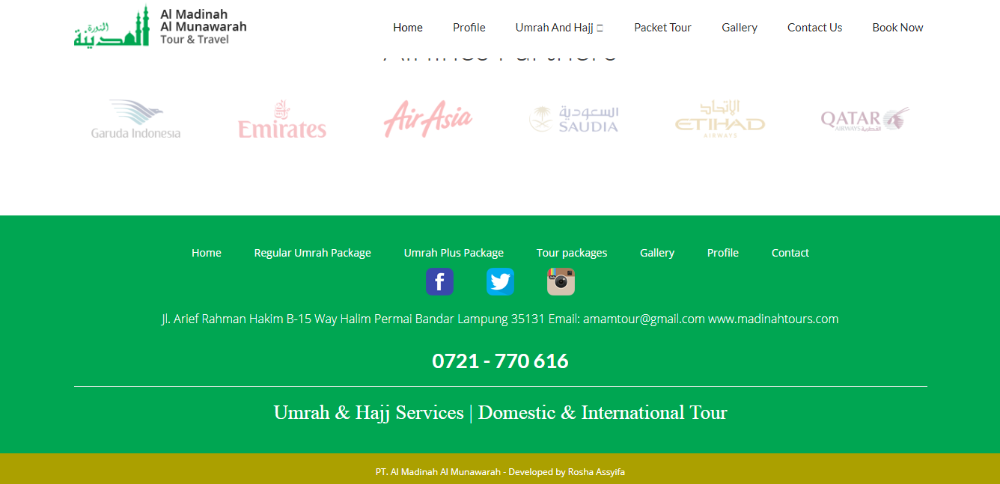 المنورة
المدينة
Al Madinah
Al Munawarah
Tour & Travel
Home Profile Umrah And Hajj Packet Tour Gallery Contact Us Book Now
Airlines Partners
Garuda Indonesia
Emirates
AirAsia
السعودية
SAUDIA
الإتحاد
ETIHAD
AIRWAYS
QATAR
AIRWAYS القطرية
Home Regular Umrah Package Umrah Plus Package Tour packages Gallery Profile Contact
f
Jl. Arief Rahman Hakim B-15 Way Halim Permai Bandar Lampung 35131 Email: amamtour@gmail.com www.madinahtours.com
0721 - 770 616
Umrah & Hajj Services | Domestic & International Tour
PT. Al Madinah Al Munawarah - Developed by Rosha Assyifa